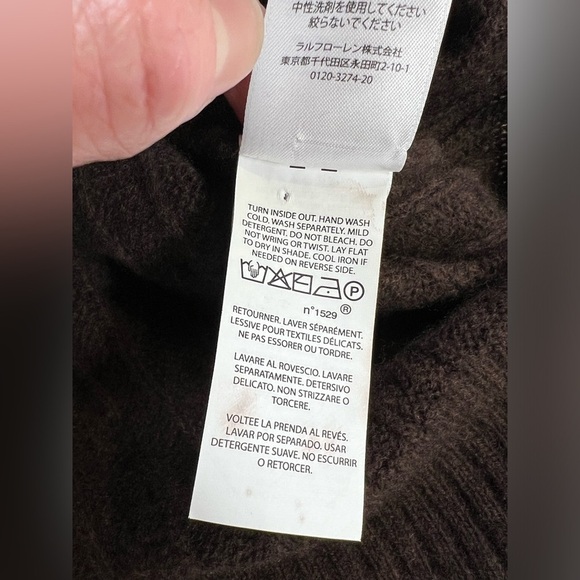 中性洗剤を使用してください
絞らないでください
ラルフローレン株式会社
東京都千代田区永田町2-10-1
0120-3274-20
TURN INSIDE OUT. HAND WASH
COLD. WASH SEPARATELY. MILD
DETERGENT. DO NOT BLEACH. DO
NOT WRING OR TWIST. LAY FLAT
TO DRY IN SHADE. COOL IRON IF
NEEDED ON REVERSE SIDE.
P
n°1529 ®
RETOURNER. LAVER SÉPARÉMENT.
LESSIVE POUR TEXTILES DÉLICATS.
NE PAS ESSORER OU TORDRE.
LAVARE AL ROVESCIO. LAVARE
SEPARATAMENTE. DETERSIVO
DELICATO. NON STRIZZARE O
TORCERE.
VOLTEE LA PRENDA AL REVÉS.
LAVAR POR SEPARADO. USAR
DETERGENTE SUAVE. NO ESCURRIR
O RETORCER.